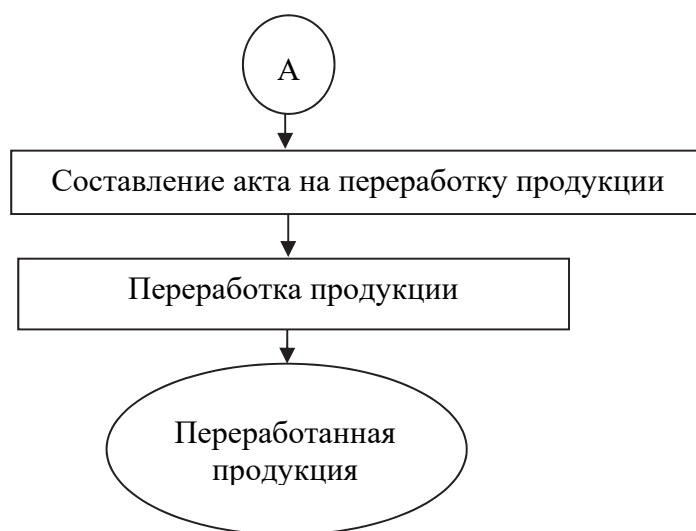 А
Составление акта на переработку продукции
Переработка продукции
Переработанная
продукция